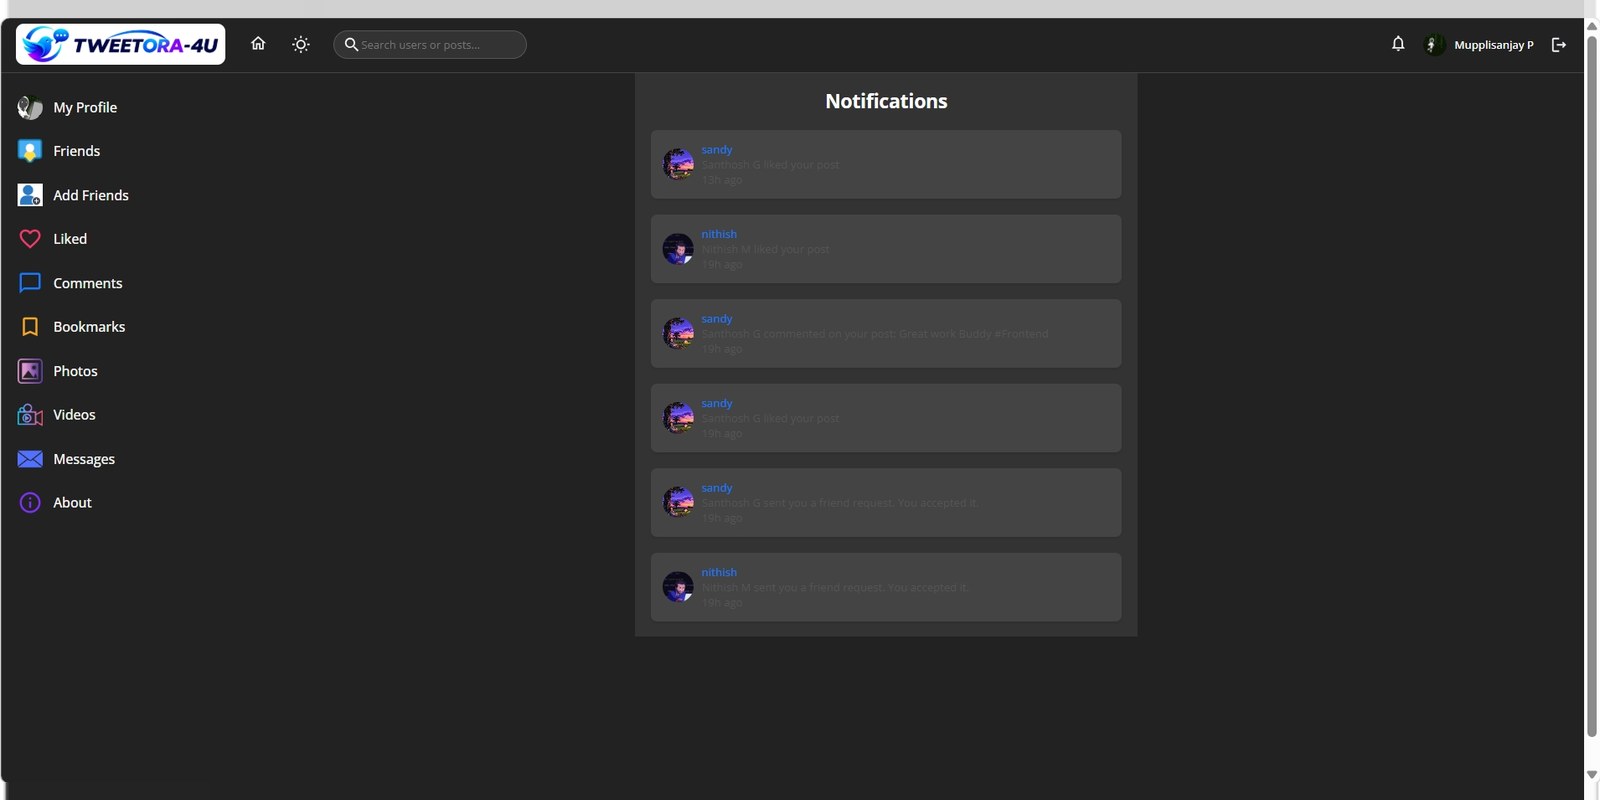 TWEETORA-4U
Search users or posts...
Mupplisanjay P
My Profile
Friends
Add Friends
Liked
Comments
Bookmarks
Photos
Videos
Messages
About
Notifications
sandy
Santhosh G liked your post
13h ago
nithish
Nithish M liked your post
19h ago
sandy
Santhosh G commented on your post: Great work Buddy #Frontend
19h ago
sandy
Santhosh G liked your post
19h ago
sandy
Santhosh G sent you a friend request. You accepted it.
19h ago
nithish
Nithish M sent you a friend request. You accepted it.
19h ago